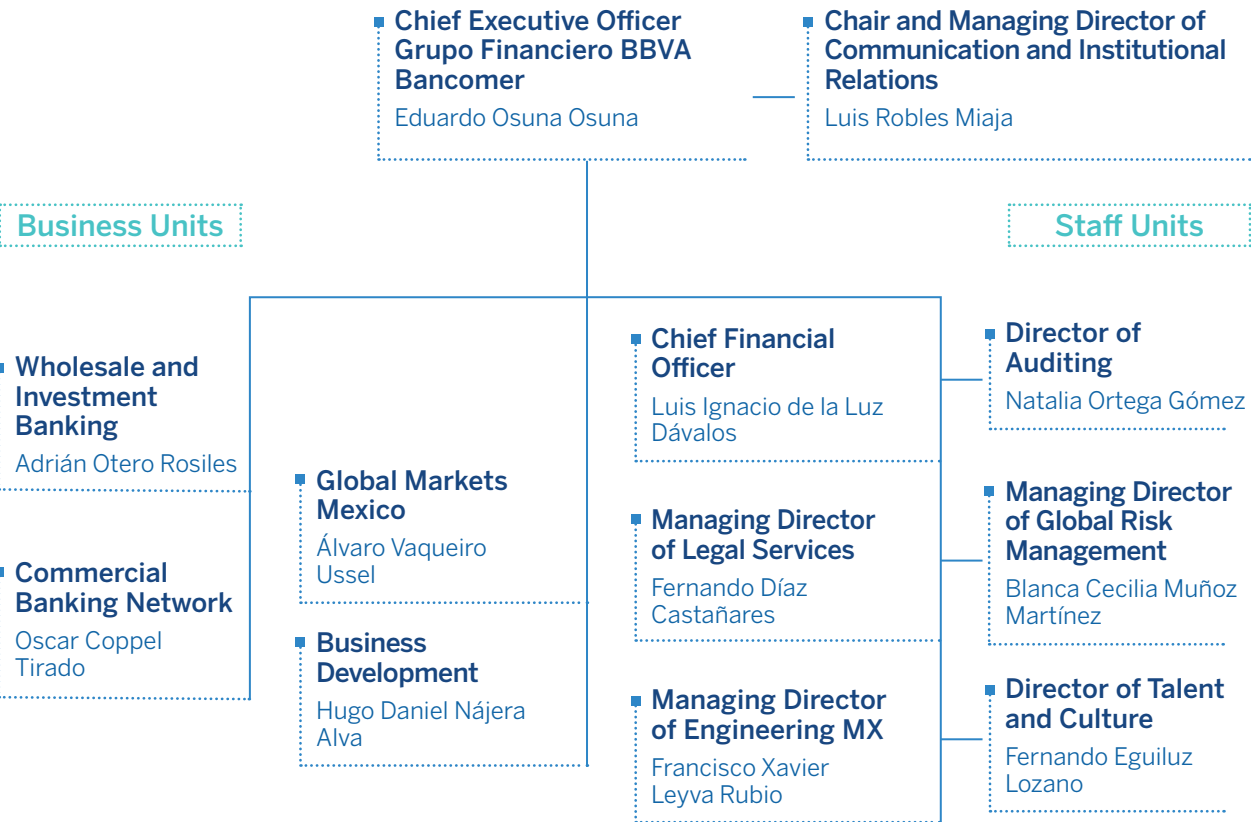 Chief Executive Officer
Grupo Financiero BBVA
Bancomer
Eduardo Osuna Osuna
Chair and Managing Director of
Communication and Institutional
Relations
Luis Robles Miaja
Business Units
Staff Units
Wholesale and
Investment
Banking
Adrián Otero Rosiles
Commercial
Banking Network
Oscar Coppel
Tirado
Global Markets
Mexico
Álvaro Vaqueiro
Ussel
Business
Development
Hugo Daniel Nájera
Alva
Chief Financial
Officer
Luis Ignacio de la Luz
Dávalos
Managing Director
of Legal Services
Fernando Díaz
Castañares
Managing Director
of Engineering MX
Francisco Xavier
Leyva Rubio
Director of
Auditing
Natalia Ortega Gómez
Managing Director
of Global Risk
Management
Blanca Cecilia Muñoz
Martínez
Director of Talent
and Culture
Fernando Eguiluz
Lozano